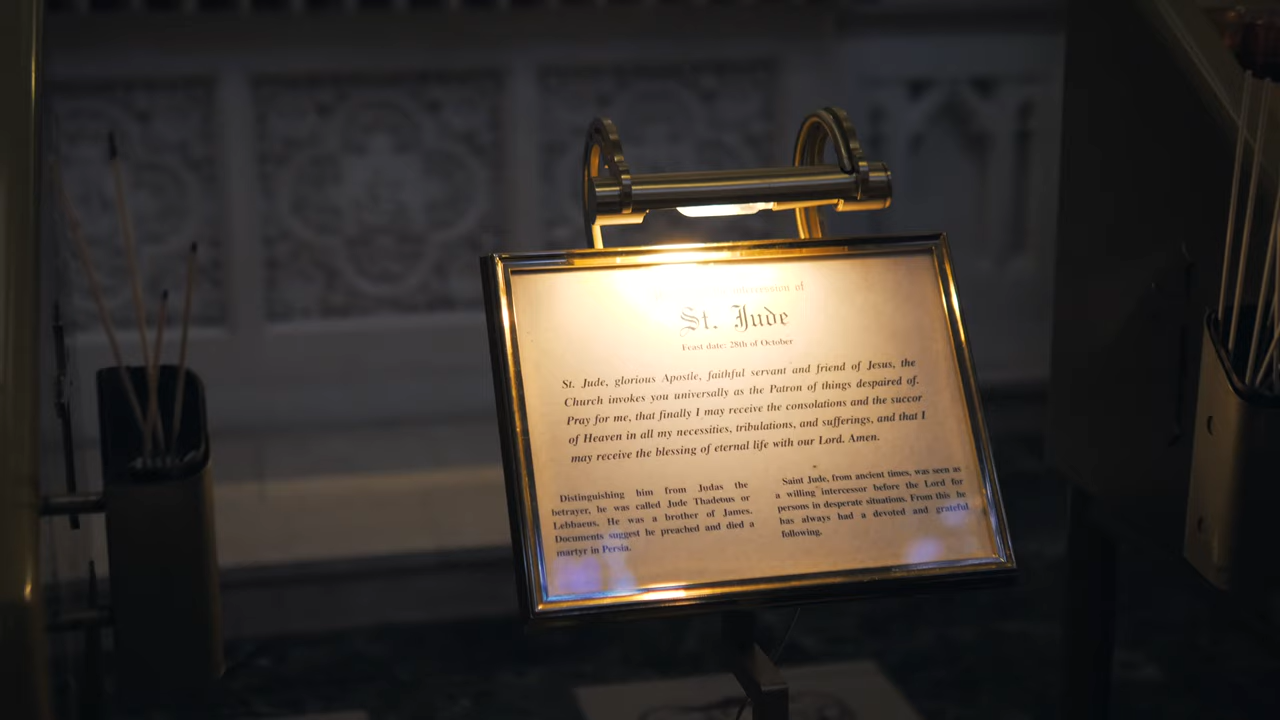 intercession of
St. Jude
Feast date: 28th of October
St. Jude, glorious Apostle, faithful servant and friend of Jesus, the
Church invokes you universally as the Patron of things despaired of.
Pray for me, that finally I may receive the consolations and the succor
of Heaven in all my necessities, tribulations, and sufferings, and that I
may receive the blessing of eternal life with our Lord. Amen.
Distinguishing him from Judas the
betrayer, he was called Jude Thadeous or
Lebbaeus. He was a brother of James.
Documents suggest he preached and died a
martyr in Persia.
Saint Jude, from ancient times, was seen as
a willing intercessor before the Lord for
persons in desperate situations. From this he
has always had a devoted and grateful
following.